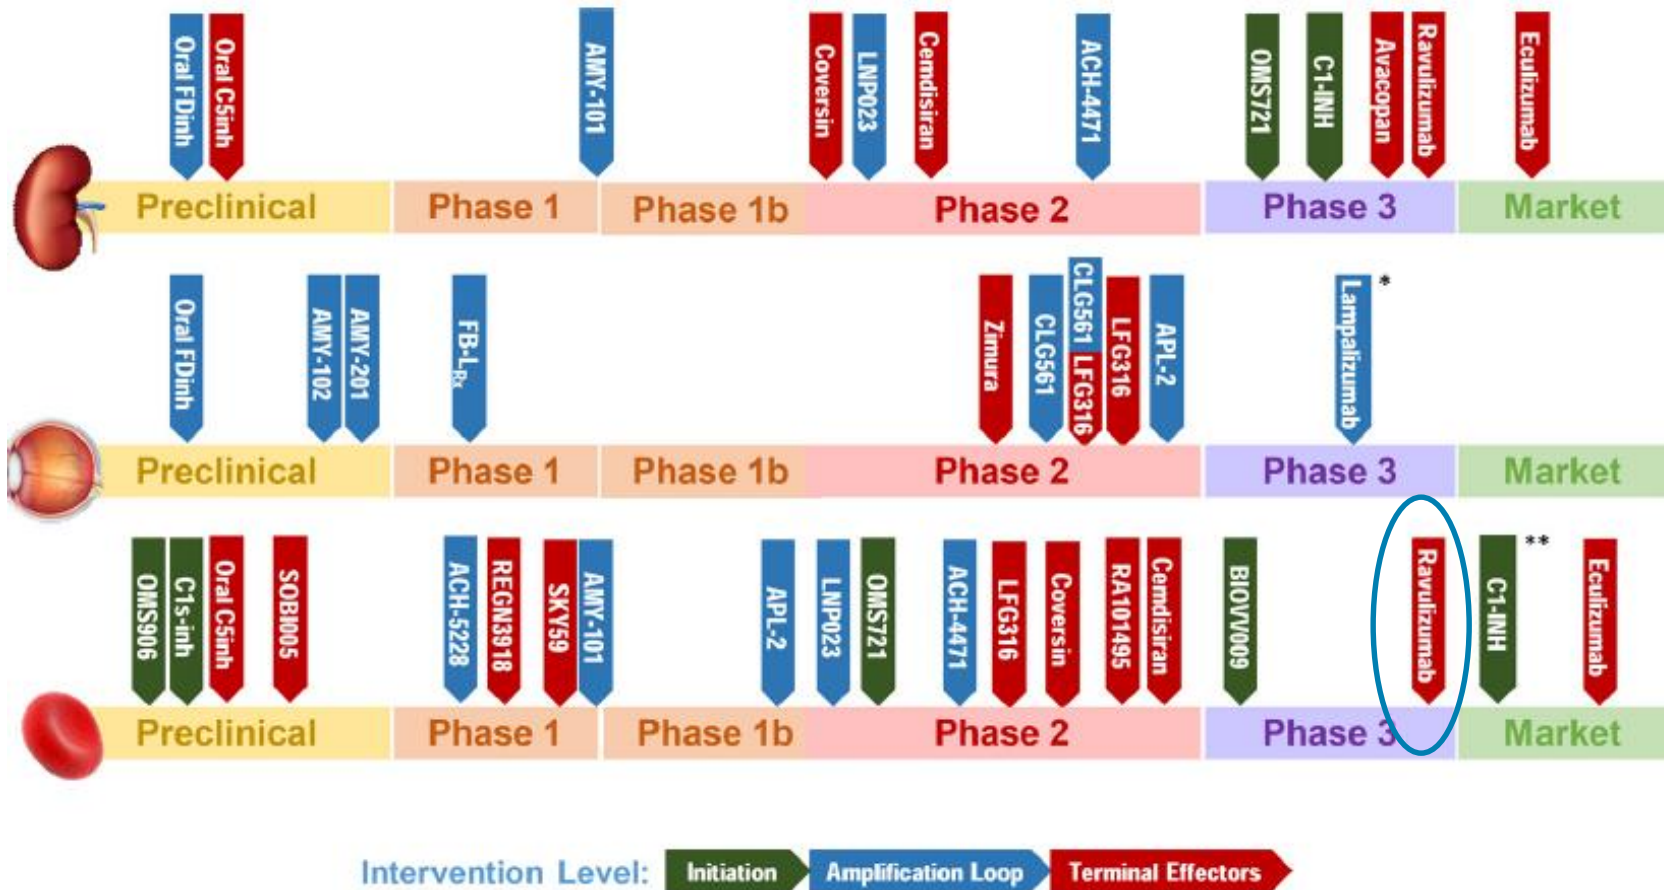 Oral FDinh
Oral C5inh
AMY-101
Coversin
LNP023
Cemdisiran
ACH-4471
OMS721
C1-INH
Avacopan
Ravulizumab
Eculizumab
Preclinical
Phase 1
Phase 1b
Phase 2
Phase 3
Market
Oral FDinh
AMY-102
AMY-201
FB-LRx
Zimura
CLG561
CLG561 LFG316
LFG316
APL-2
Lampalizumab
*
Preclinical
Phase 1
Phase 1b
Phase 2
Phase 3
Market
OMS906
C1s-inh
Oral C5inh
SOBI005
ACH-5228
REGN3918
SKY59
AMY-101
APL-2
LNP023
OMS721
ACH-4471
LFG316
Coversin
RA101495
Cemdisiran
BIOVV009
Ravulizumab
C1-INH
**
Eculizumab
Preclinical
Phase 1
Phase 1b
Phase 2
Phase 3
Market
Intervention Level: Initiation Amplification Loop Terminal Effectors